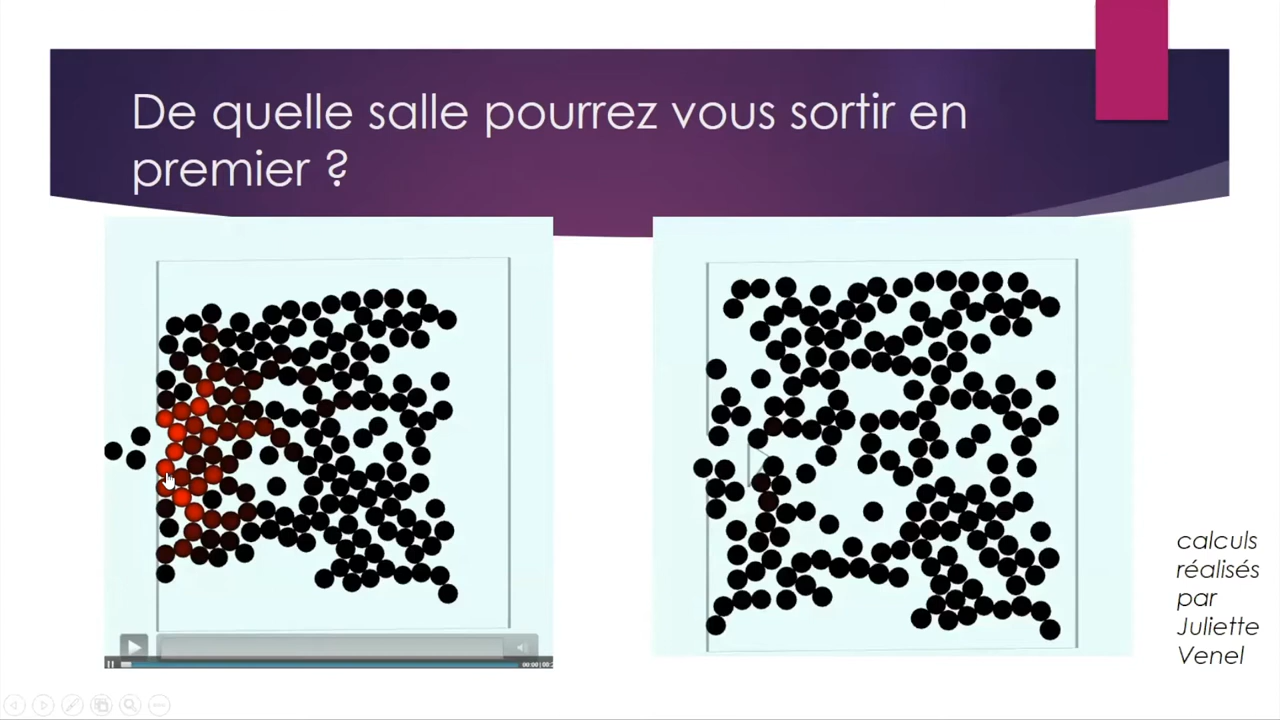 De quelle salle pourrez vous sortir en
premier ?
calculs
réalisés
par
Juliette
Venel